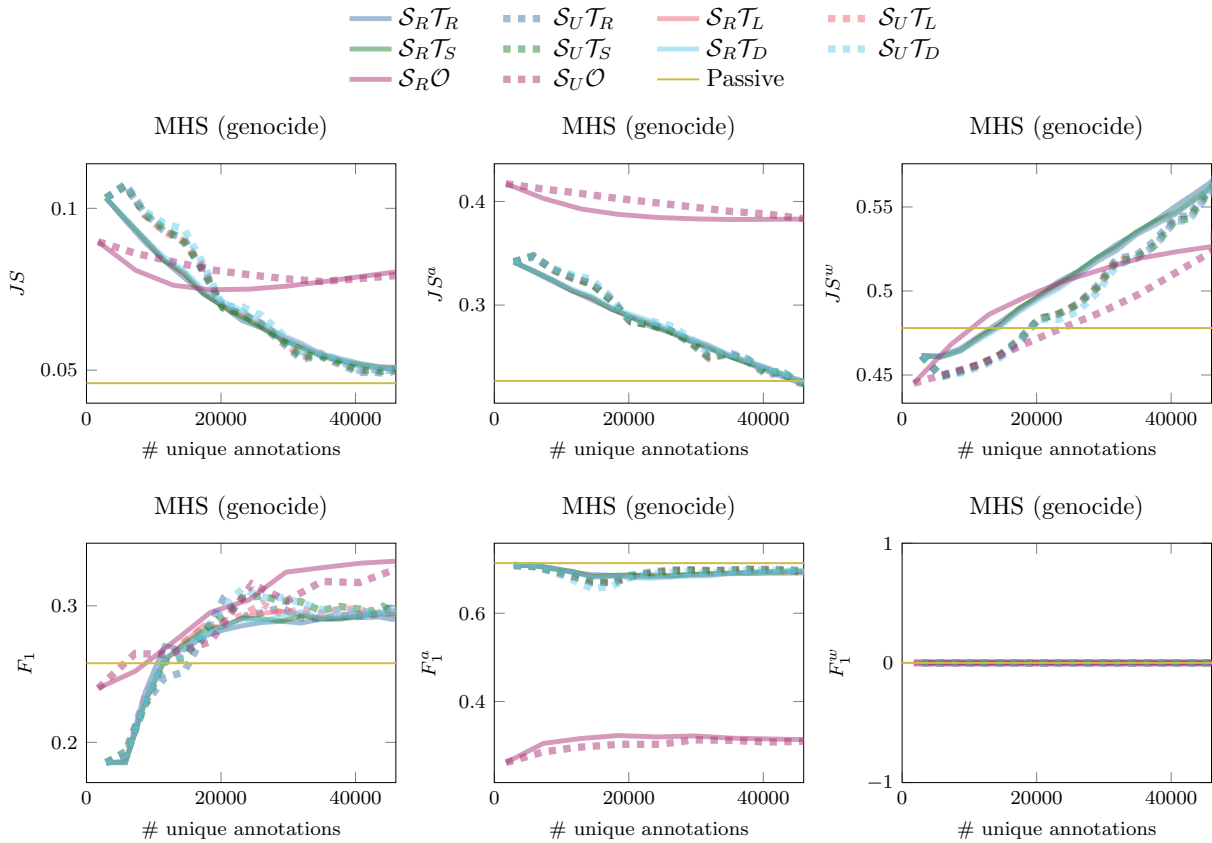 S_R T_R S_U T_R S_R T_L S_U T_L
S_R T_S S_U T_S S_R T_D S_U T_D
S_R O S_U O Passive
MHS (genocide) MHS (genocide) MHS (genocide)
JS
0.1
0.05
0 20000 40000
# unique annotations
JS^a
0.4
0.3
0 20000 40000
# unique annotations
JS^w
0.55
0.5
0.45
0 20000 40000
# unique annotations
MHS (genocide) MHS (genocide) MHS (genocide)
F_1
0.3
0.2
0 20000 40000
# unique annotations
F_1^a
0.6
0.4
0 20000 40000
# unique annotations
F_1^w
1
0
−1
0 20000 40000
# unique annotations